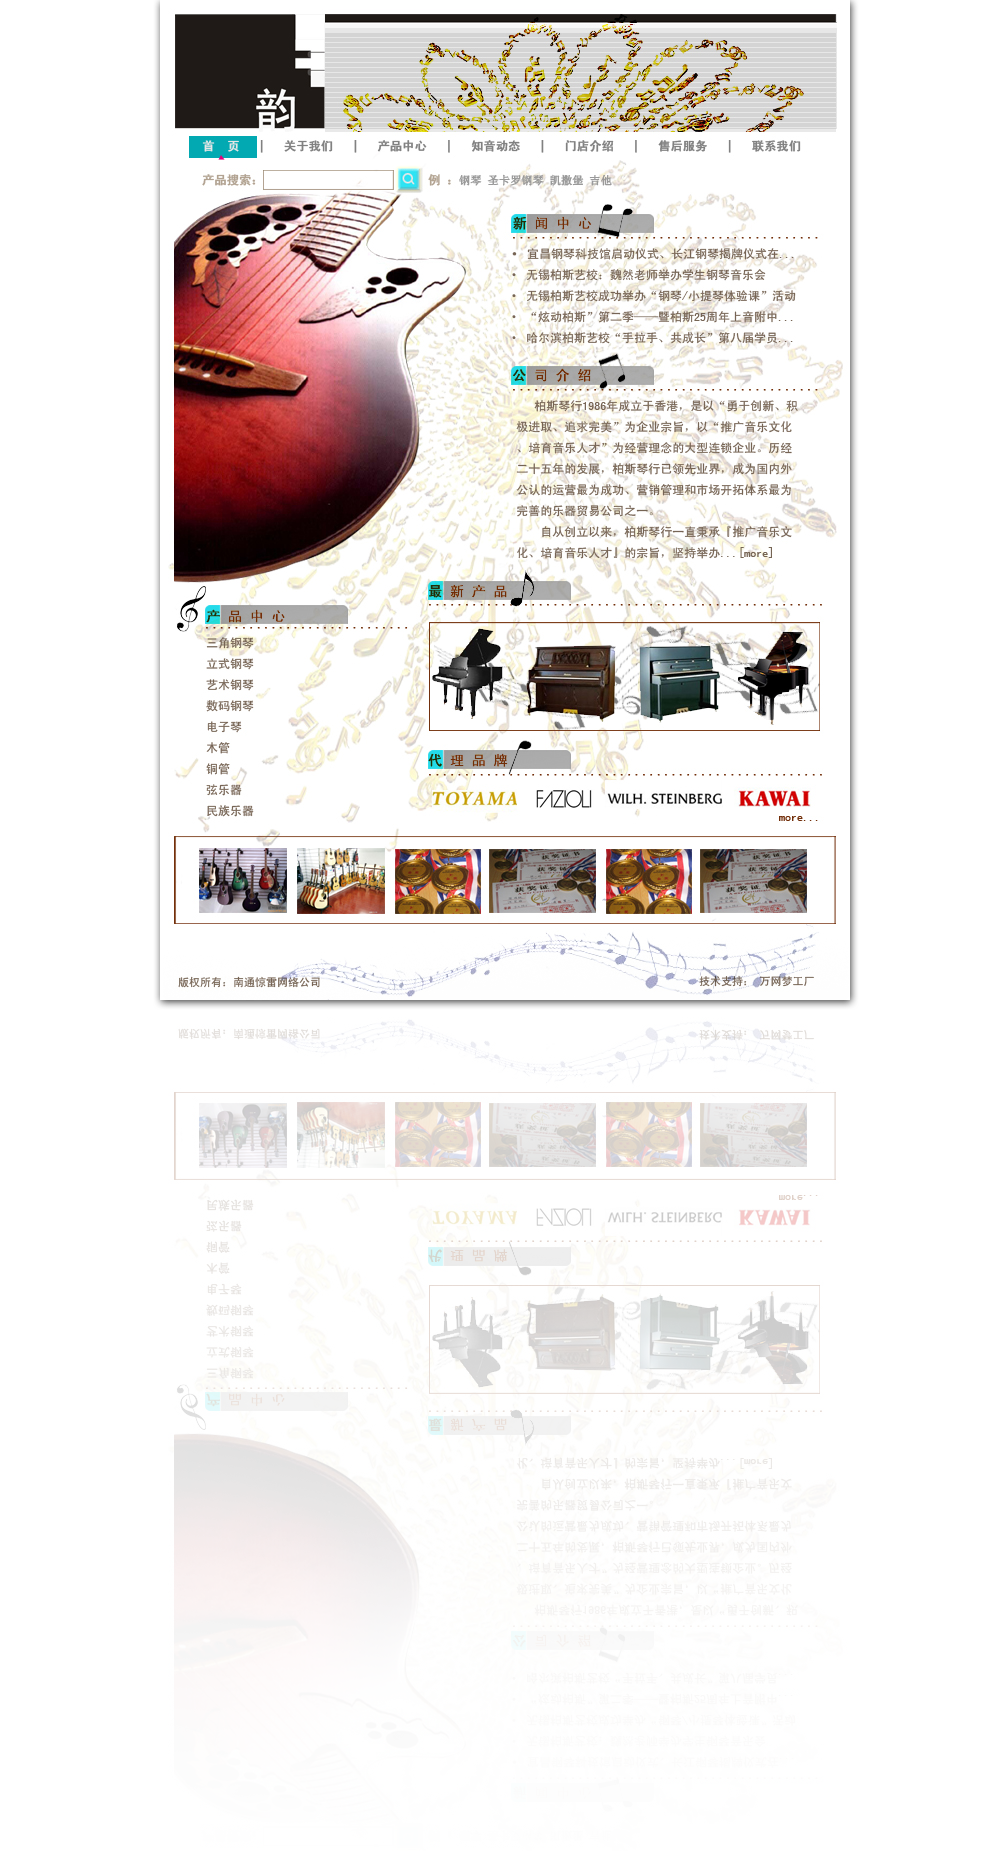 韵
首 页 | 关于我们 | 产品中心 | 知音动态 | 门店介绍 | 售后服务 | 联系我们
产品搜索: 例 : 钢琴 圣卡罗钢琴 凯撒堡 吉他
新闻中心
• 宜昌钢琴科技馆启动仪式、长江钢琴揭牌仪式在...
• 无锡柏斯艺校: 魏然老师举办学生钢琴音乐会
• 无锡柏斯艺校成功举办“钢琴/小提琴体验课”活动
• “炫动柏斯”第二季——暨柏斯25周年上音附中...
• 哈尔滨柏斯艺校“手拉手、共成长”第八届学员...
公司介绍
柏斯琴行1986年成立于香港, 是以“勇于创新、积
极进取、追求完美”为企业宗旨, 以“推广音乐文化
、培育音乐人才”为经营理念的大型连锁企业。历经
二十五年的发展, 柏斯琴行已领先业界, 成为国内外
公认的运营最为成功、营销管理和市场开拓体系最为
完善的乐器贸易公司之一。
自从创立以来, 柏斯琴行一直秉承『推广音乐文
化、培育音乐人才』的宗旨, 坚持举办...[more]
产品中心
三角钢琴
立式钢琴
艺术钢琴
数码钢琴
电子琴
木管
铜管
弦乐器
民族乐器
最新产品
代理品牌
TOYAMA FAZIOLI WILH. STEINBERG KAWAI
more...
版权所有: 南通惊雷网络公司
技术支持: 万网梦工厂